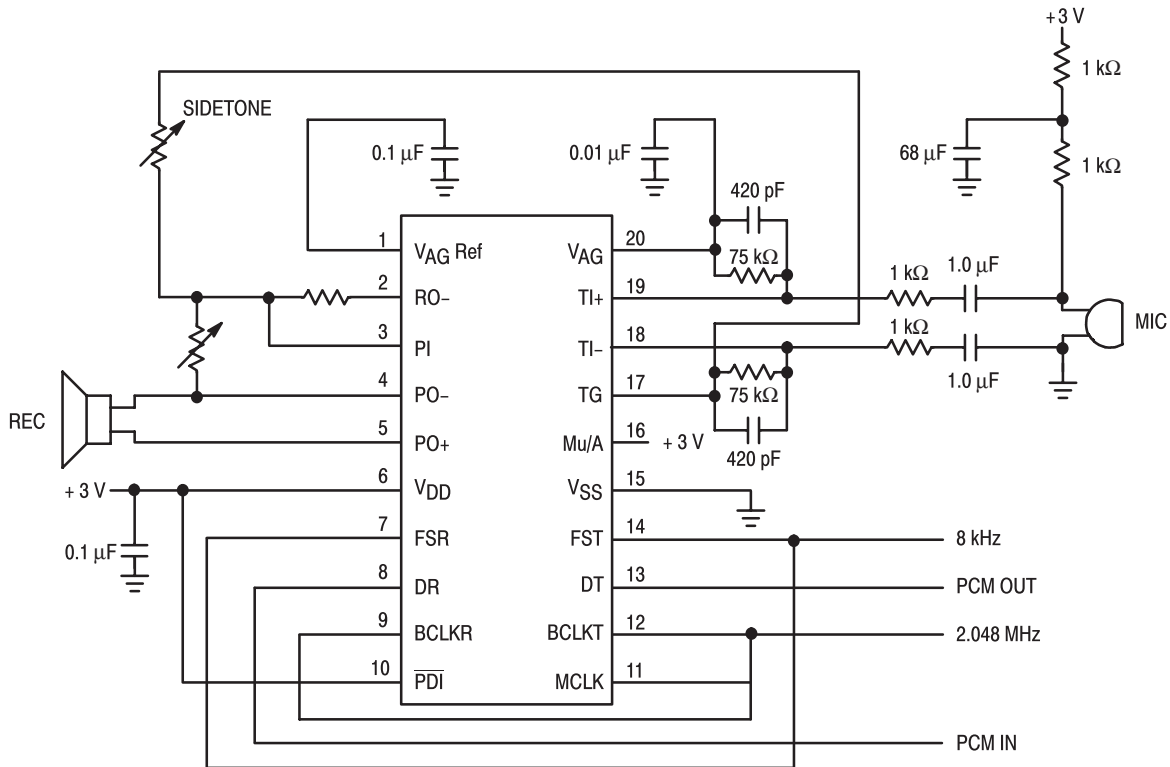 + 3 V
1 kΩ
SIDETONE
0.1 µF
0.01 µF
68 µF
1 kΩ
420 pF
1
VAG Ref
VAG
20
75 kΩ
1 kΩ
1.0 µF
2
RO–
TI+
19
1 kΩ
MIC
3
PI
TI–
18
4
PO–
TG
17
75 kΩ
1.0 µF
REC
5
PO+
Mu/A
16
+ 3 V
420 pF
+ 3 V
6
VDD
VSS
15
7
FSR
FST
14
8 kHz
0.1 µF
8
DR
DT
13
PCM OUT
9
BCLKR
BCLKT
12
2.048 MHz
10
PDI
MCLK
11
PCM IN